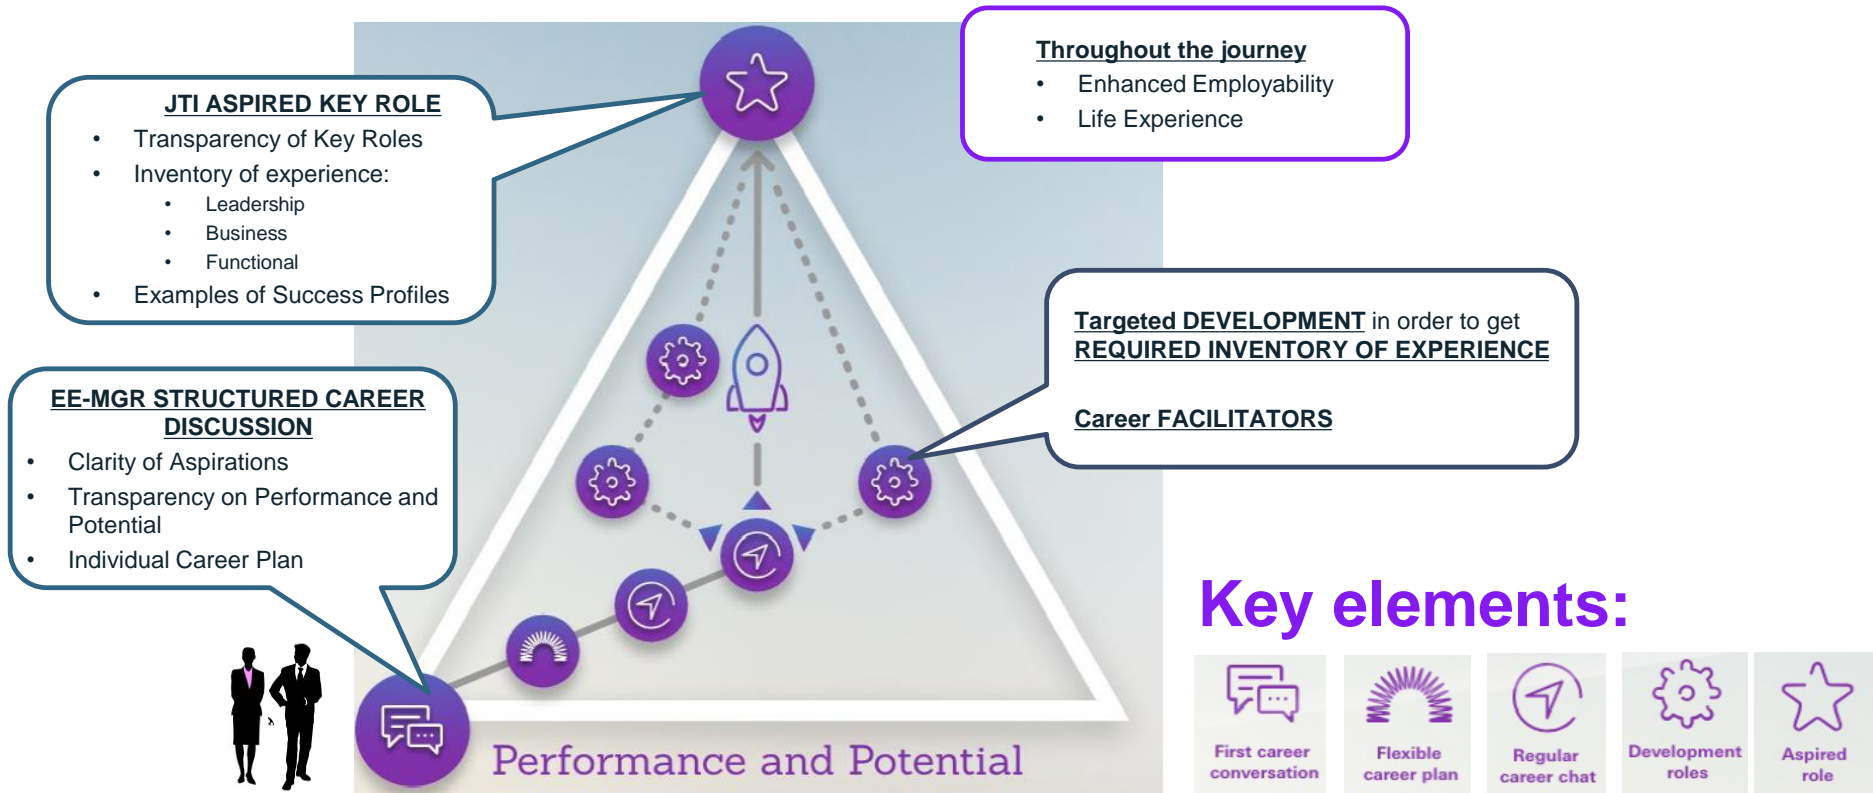 JTI ASPIRED KEY ROLE
• Transparency of Key Roles
• Inventory of experience:
• Leadership
• Business
• Functional
• Examples of Success Profiles
Throughout the journey
• Enhanced Employability
• Life Experience
Targeted DEVELOPMENT in order to get
REQUIRED INVENTORY OF EXPERIENCE
Career FACILITATORS
EE-MGR STRUCTURED CAREER
DISCUSSION
• Clarity of Aspirations
• Transparency on Performance and
Potential
• Individual Career Plan
Performance and Potential
Key elements:
First career
conversation
Flexible
career plan
Regular
career chat
Development
roles
Aspired
role